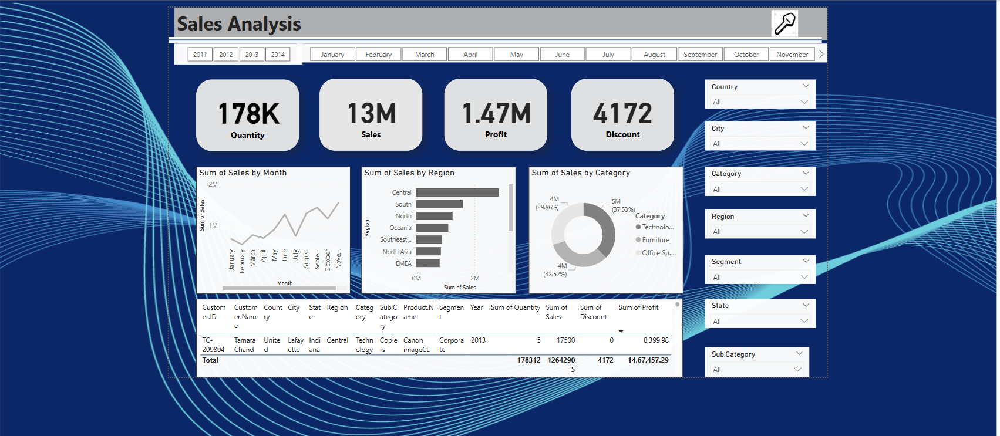 Sales Analysis
2011 2012 2013 2014
January February March April May June July August September October November
178K
Quantity
13M
Sales
1.47M
Profit
4172
Discount
Country
All
City
All
Category
All
Region
All
Segment
All
State
All
Sub.Category
All
Sum of Sales by Month
2M
1M
Sum of Sales
January
February
March
April
May
June
July
August
Septe...
October
Nove...
Month
Sum of Sales by Region
Region
Central
South
North
Oceania
Southeast...
North Asia
EMEA
0M 2M
Sum of Sales
Sum of Sales by Category
4M
(29.96%)
5M
(37.53%)
4M
(32.52%)
Category
Technolo...
Furniture
Office Su...
Custom Custom Count City Stat Region Categ Sub.C Product.N Segmen Year Sum of Quantity Sum of Sum of Sum of Profit
er.ID er.Nam ry e ory atego ame t Sales Discount
e ry
TC- Tamara Unite Lafay Indi Central Techn Copie Canon Corpora 2013 5 17500 0 8,399.98
209804 Chand d ette ana ology rs imageCL te
Total 178312 1264290 4172 14,67,457.29
5